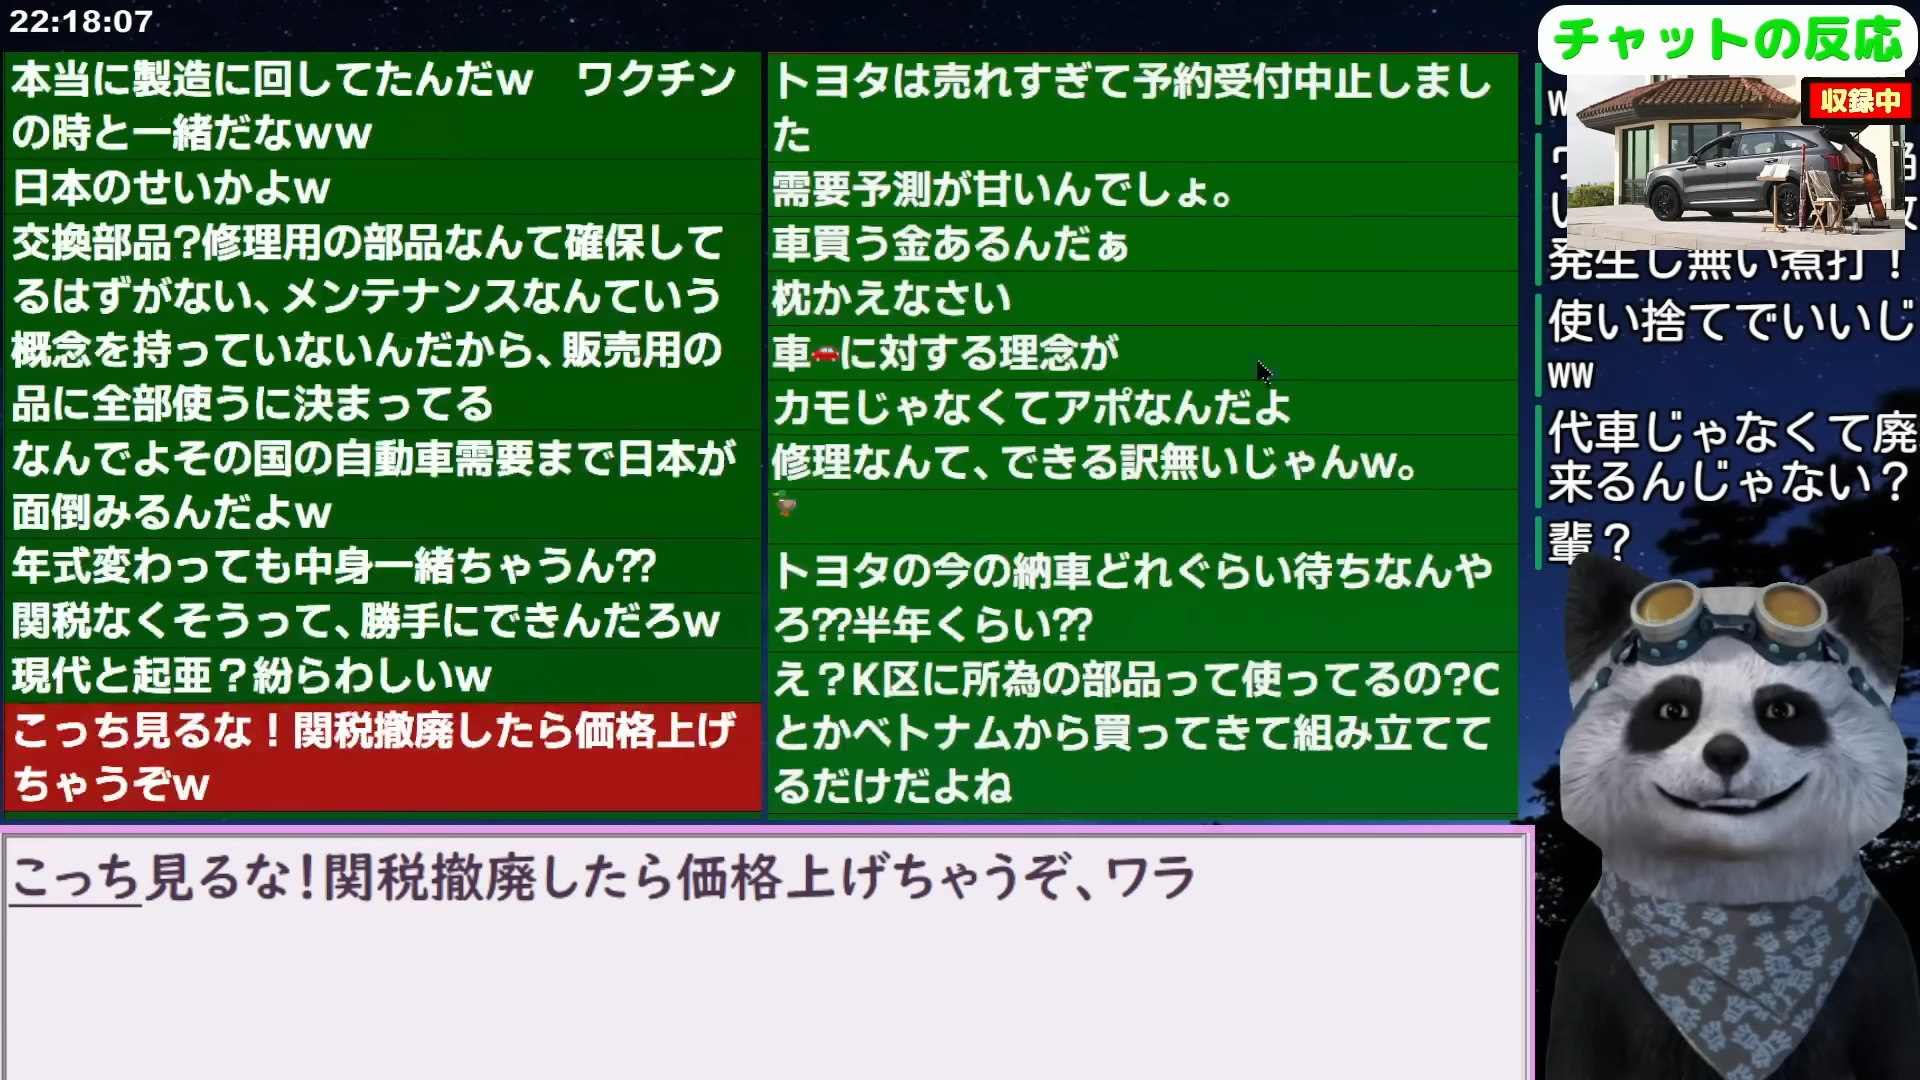 22:18:07
本当に製造に回してたんだw　ワクチン
の時と一緒だなww
日本のせいかよw
交換部品?修理用の部品なんて確保して
るはずがない、メンテナンスなんていう
概念を持っていないんだから、販売用の
品に全部使うに決まってる
なんでよその国の自動車需要まで日本が
面倒みるんだよw
年式変わっても中身一緒ちゃうん⁇
関税なくそうって、勝手にできんだろw
現代と起亜？紛らわしいw
こっち見るな！関税撤廃したら価格上げ
ちゃうぞw
トヨタは売れすぎて予約受付中止しまし
た
需要予測が甘いんでしょ。
車買う金あるんだぁ
枕かえなさい
車🚗に対する理念が
カモじゃなくてアポなんだよ
修理なんて、できる訳無いじゃんw。
🦆
トヨタの今の納車どれぐらい待ちなんや
ろ⁇半年くらい⁇
え？K区に所為の部品って使ってるの?C
とかベトナムから買ってきて組み立てて
るだけだよね
チャットの反応
収録中
発生し無い煮打！
使い捨てでいいじ
ww
代車じゃなくて廃
来るんじゃない？
輩？
こっち見るな！関税撤廃したら価格上げちゃうぞ、ワラ